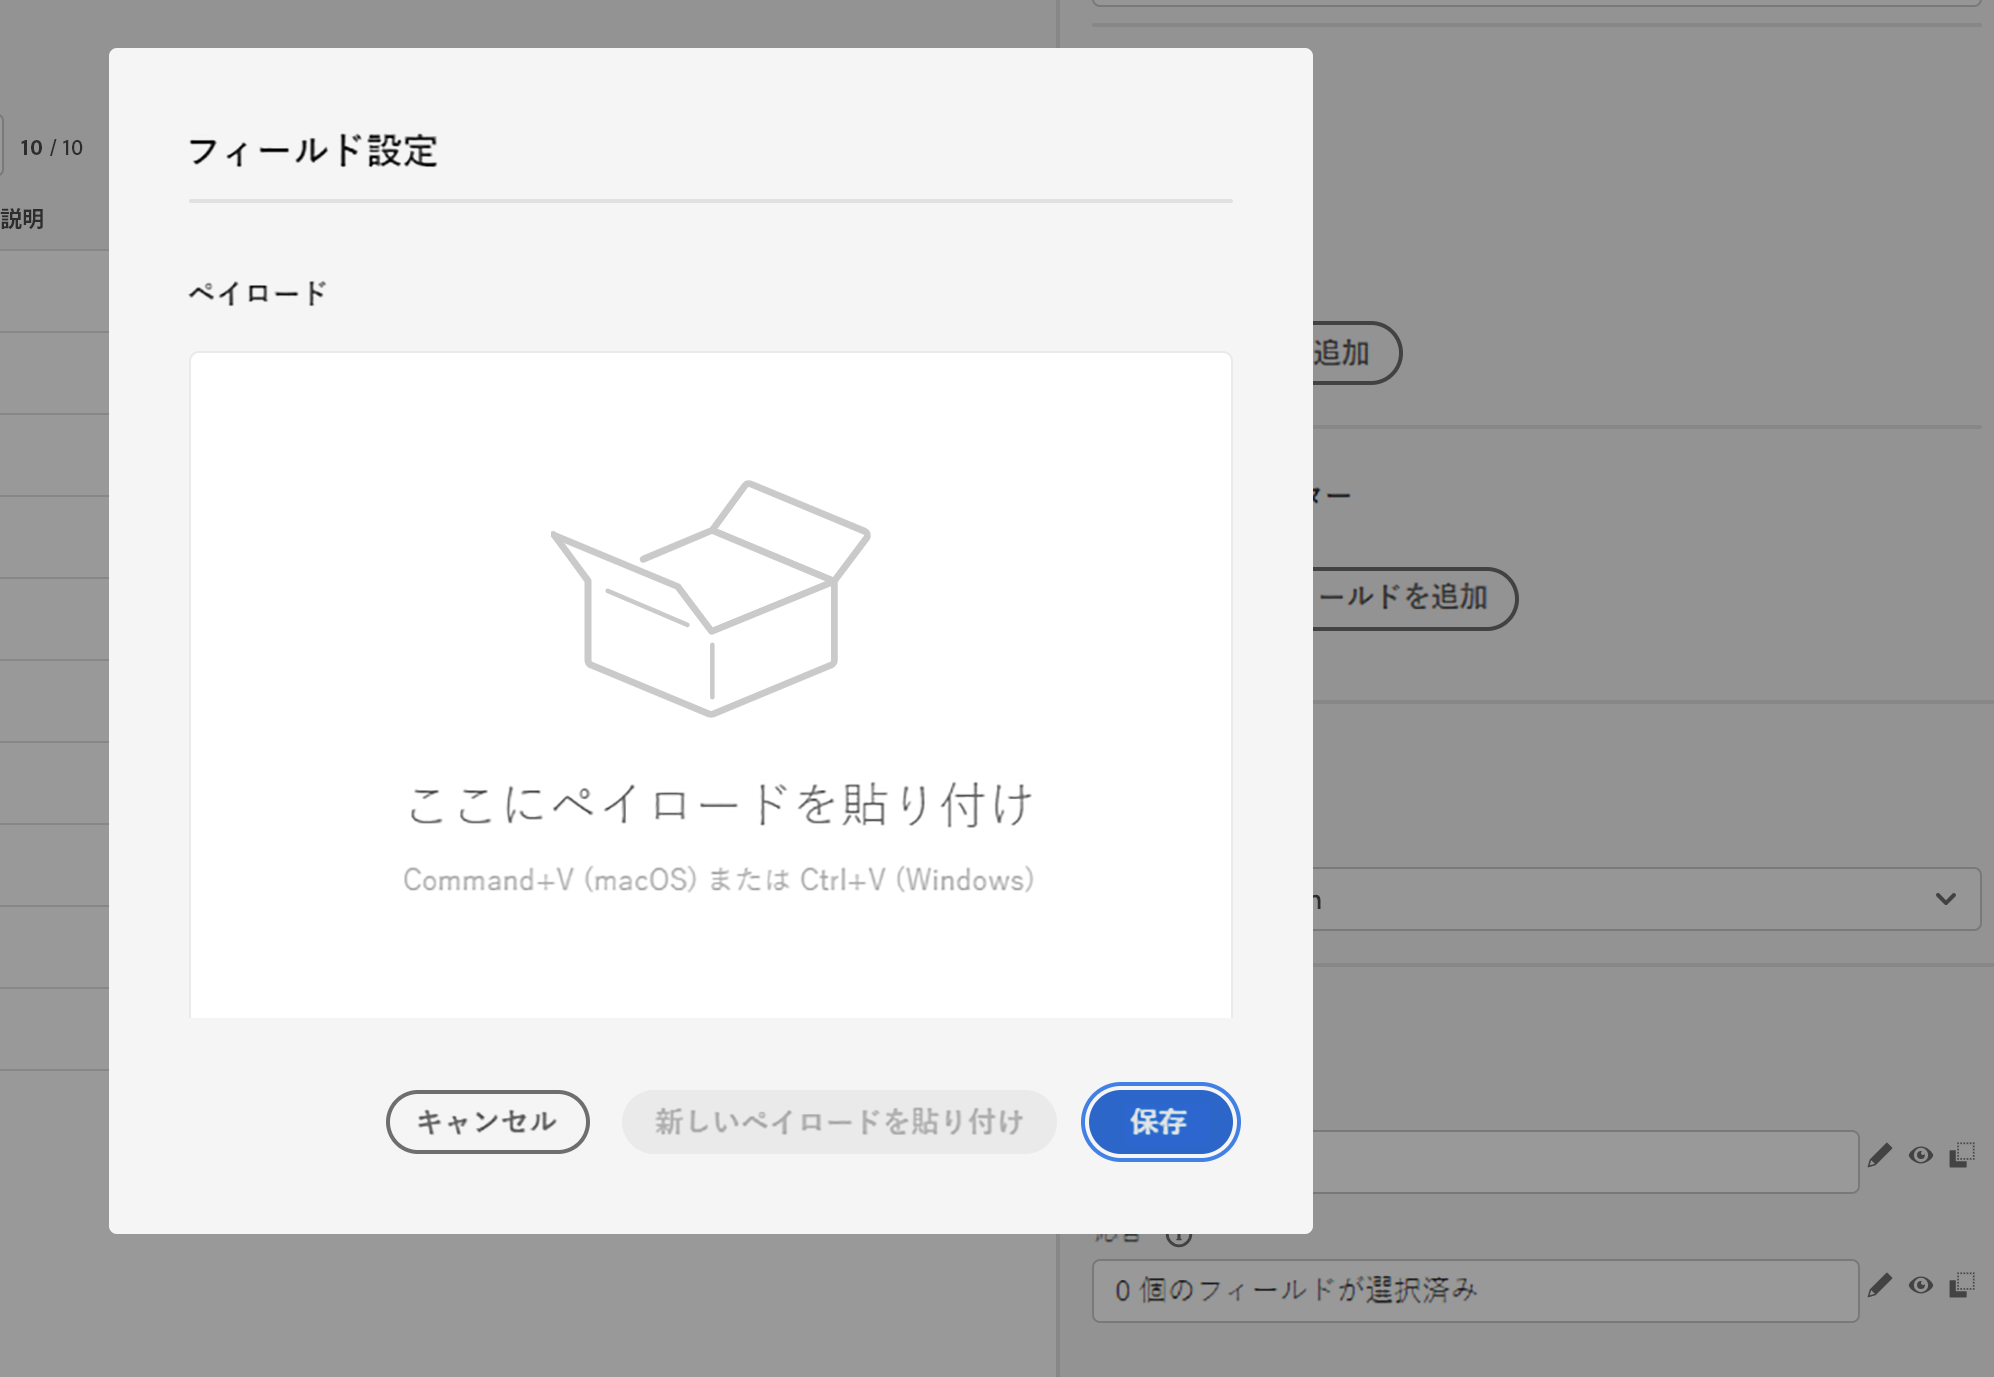 10 / 10
説明
フィールド設定
ペイロード
追加
ター
ールドを追加
ここにペイロードを貼り付け
Command+V (macOS) または Ctrl+V (Windows)
n
キャンセル
新しいペイロードを貼り付け
保存
0 個のフィールドが選択済み